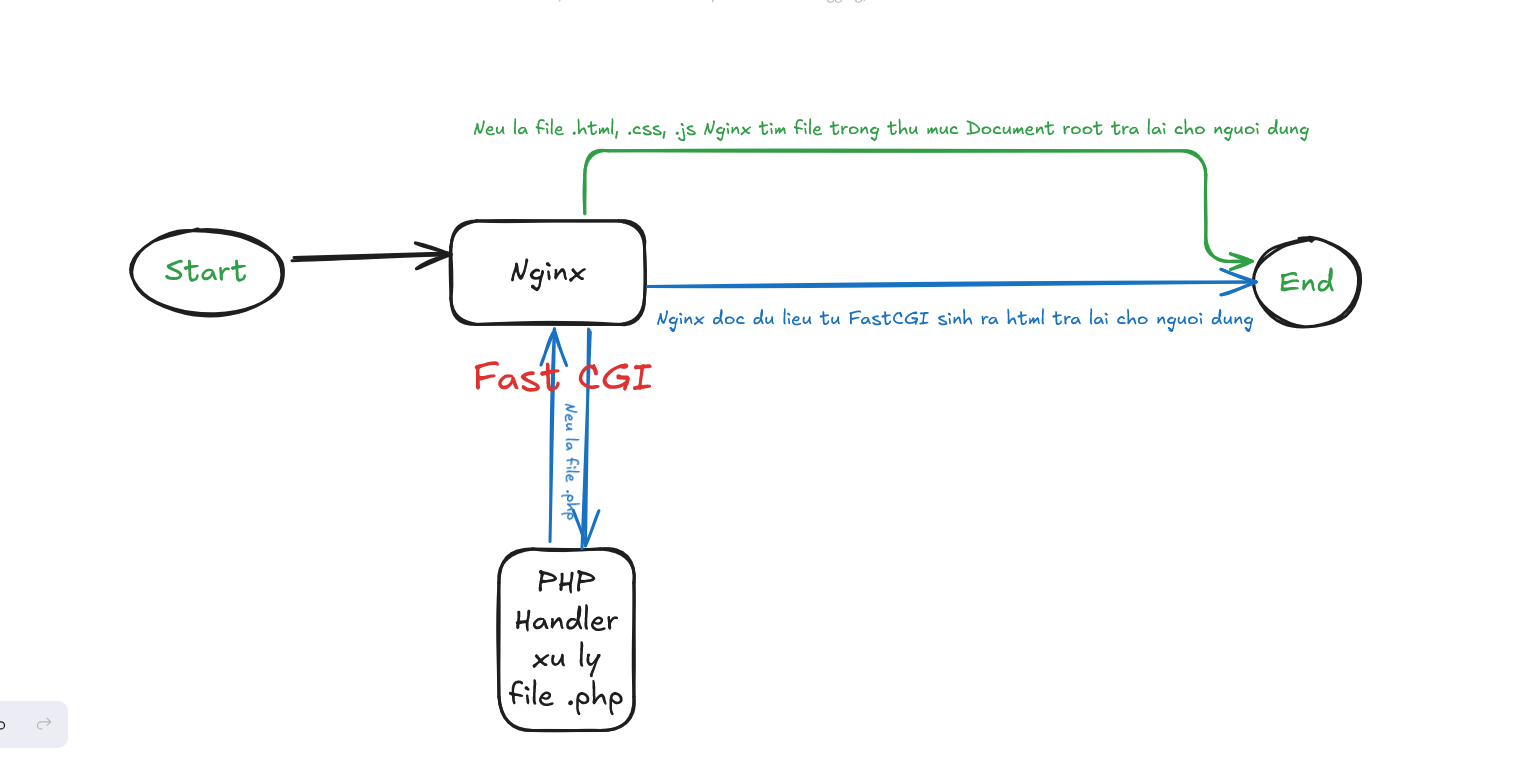 Neu la file .html, .css, .js Nginx tim file trong thu muc Document root tra lai cho nguoi dung
Start
Nginx
End
Nginx doc du lieu tu FastCGI sinh ra html tra lai cho nguoi dung
Fast CGI
Neu la file .php
PHP
Handler
xu ly
file .php